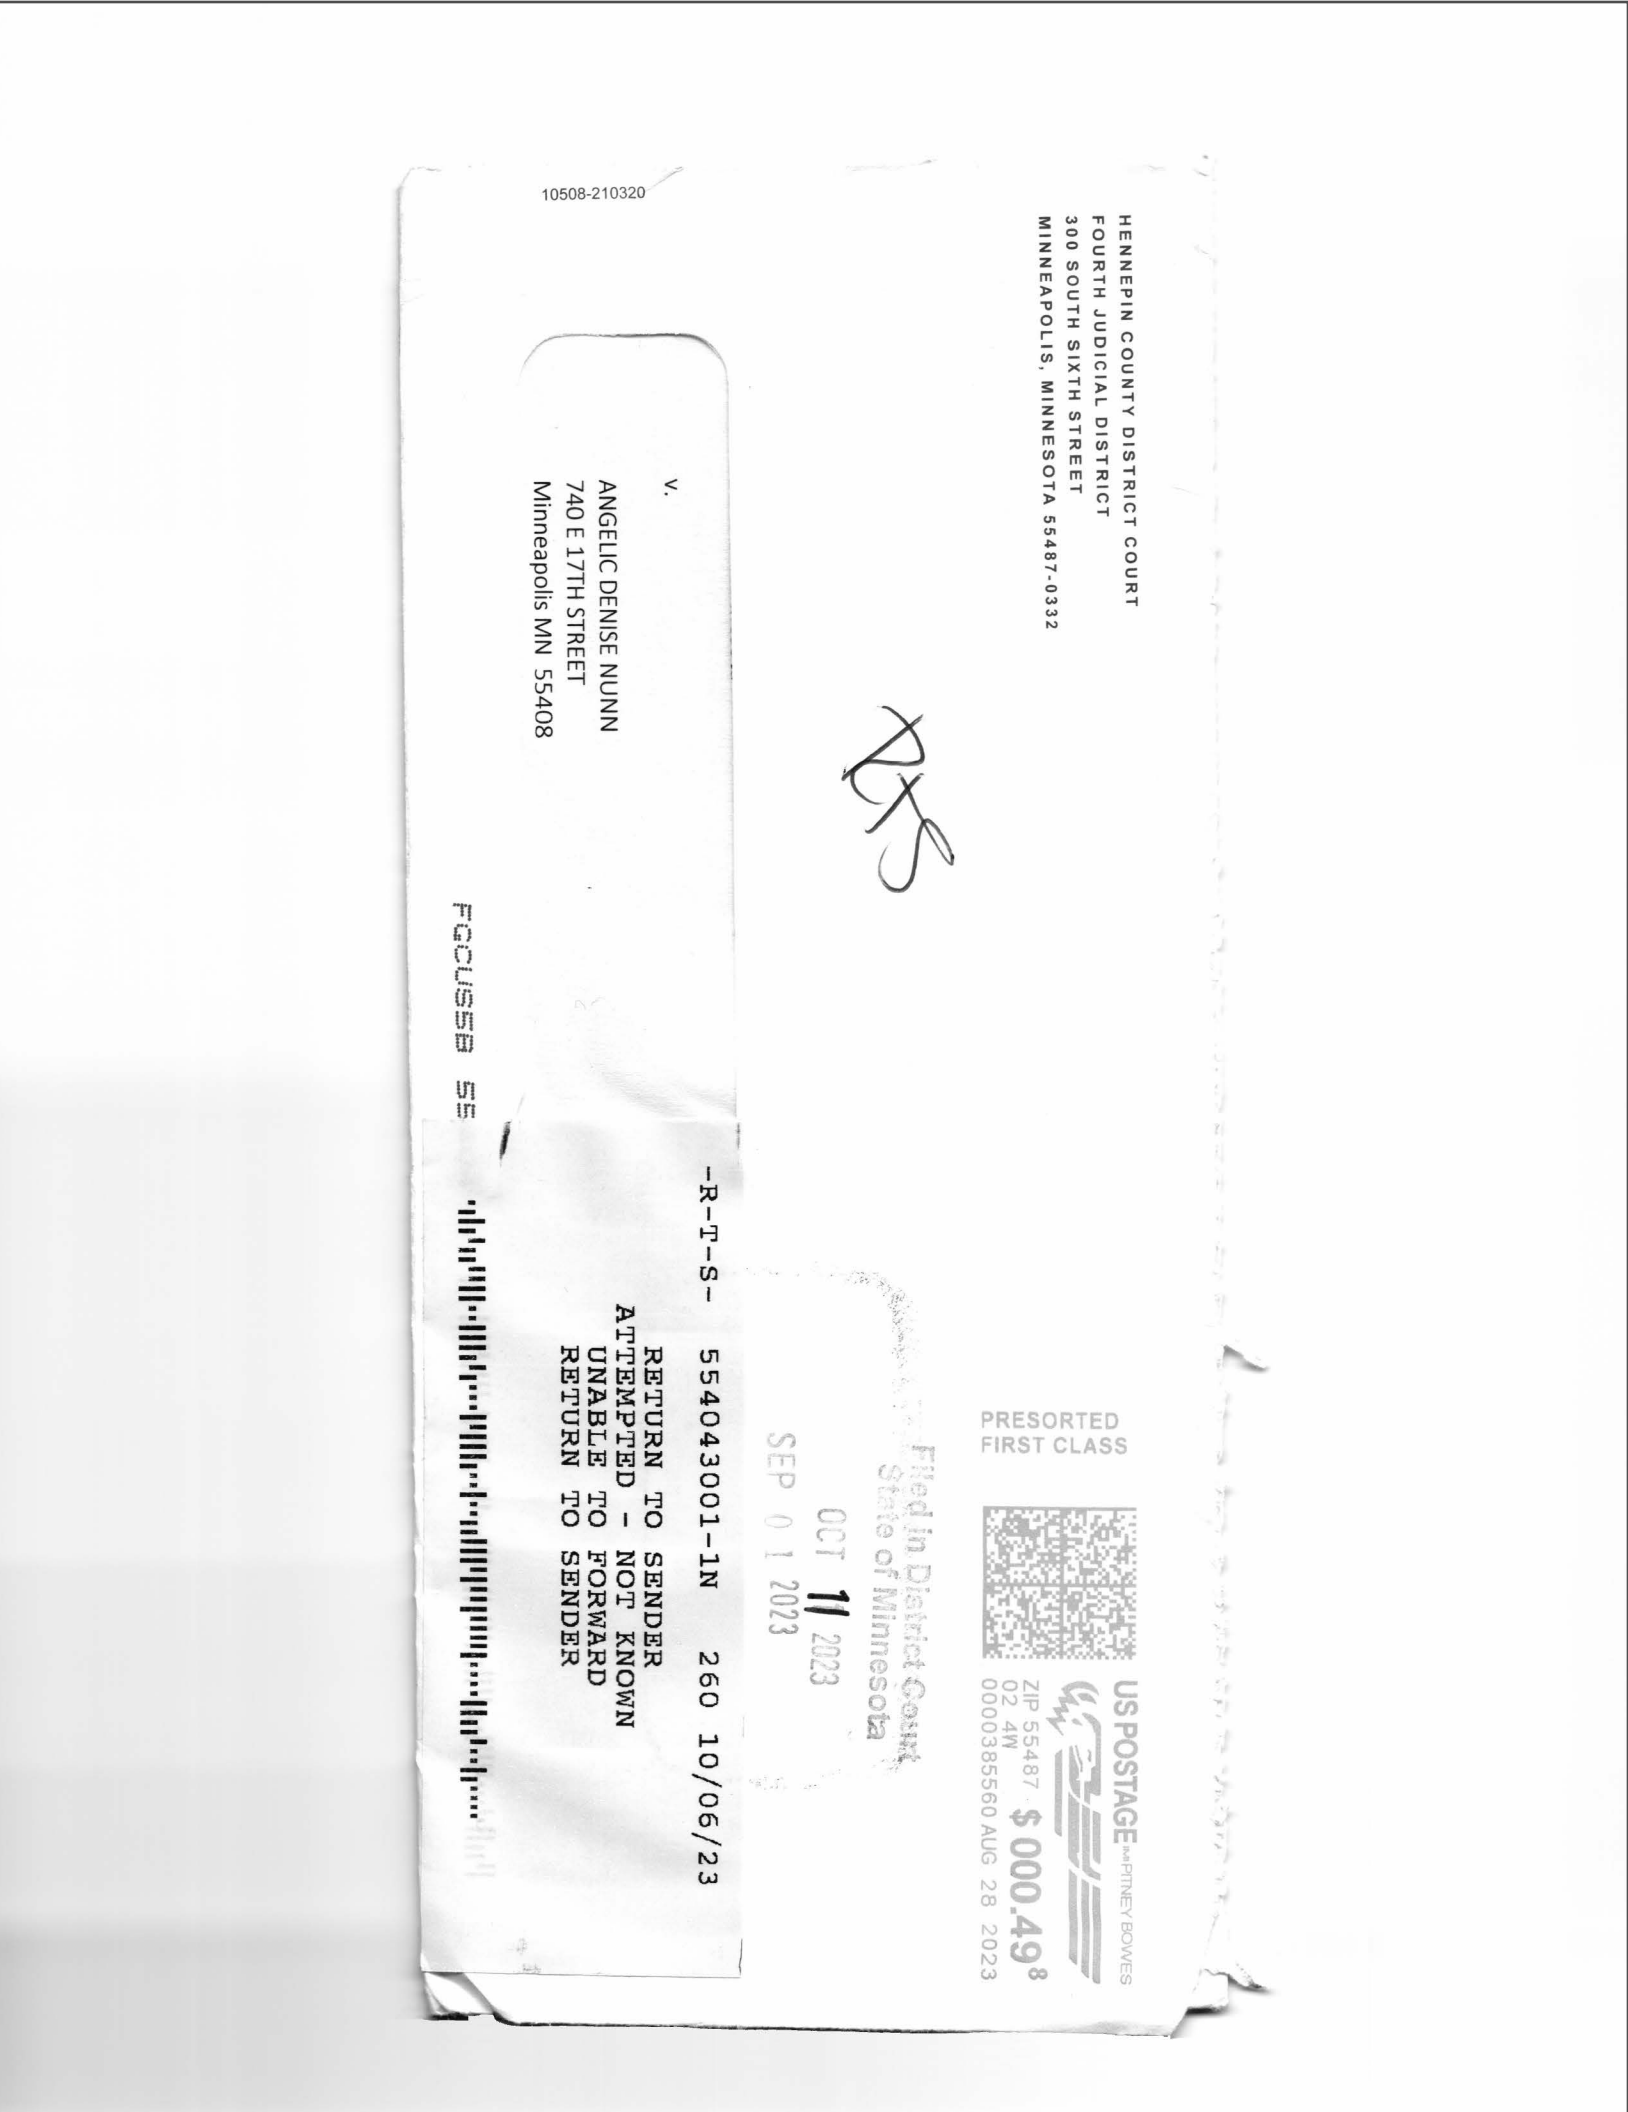 10508-210320
HENNEPIN COUNTY DISTRICT COURT
FOURTH JUDICIAL DISTRICT
300 SOUTH SIXTH STREET
MINNEAPOLIS, MINNESOTA 55487-0332
PRESORTED
FIRST CLASS
US POSTAGE IMI PITNEY BOWES
ZIP 55487 $ 000.49⁸
02 4W
0000385560 AUG 28 2023
RTS
Filed in District Court
State of Minnesota
OCT 11 2023
SEP 01 2023
v.
ANGELIC DENISE NUNN
740 E 17TH STREET
Minneapolis MN 55408
-R-T-S- 554043001-1N 260 10/06/23
RETURN TO SENDER
ATTEMPTED - NOT KNOWN
UNABLE TO FORWARD
RETURN TO SENDER
55